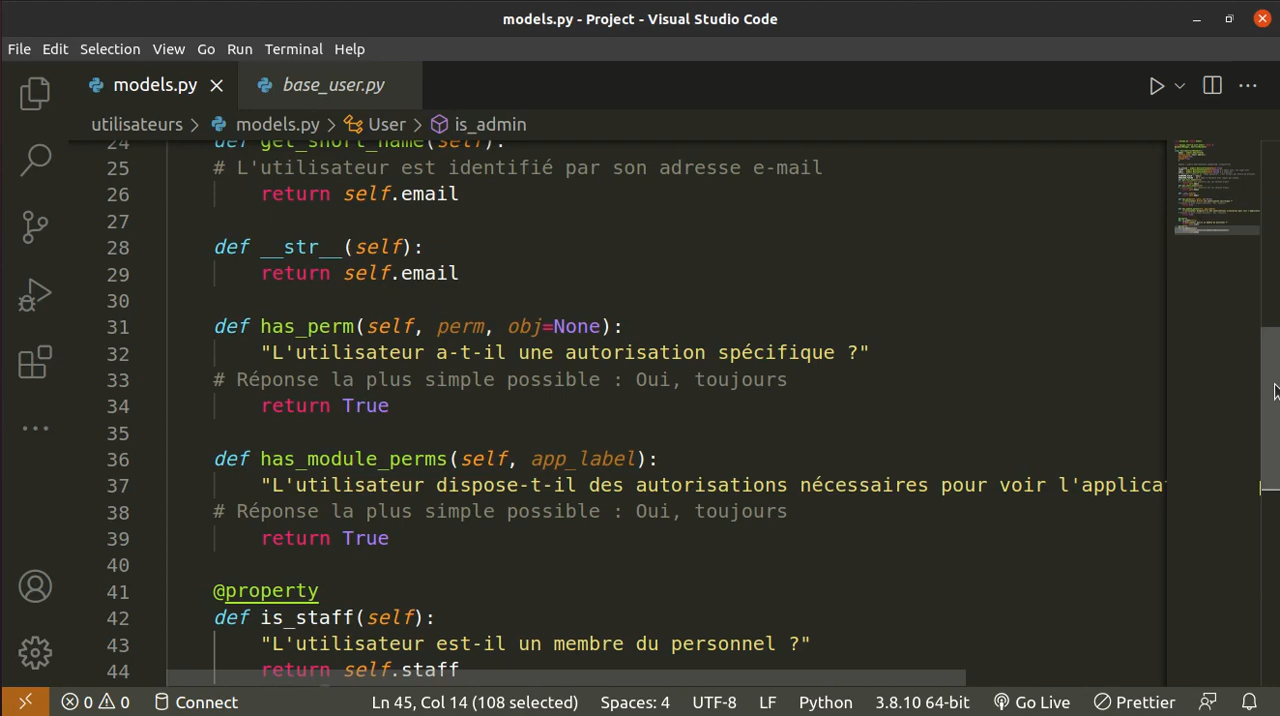 models.py - Project - Visual Studio Code
File Edit Selection View Go Run Terminal Help
models.py base_user.py
utilisateurs > models.py > User > is_admin
24 def get_short_name(self):
25 # L'utilisateur est identifié par son adresse e-mail
26 return self.email
27
28 def __str__(self):
29 return self.email
30
31 def has_perm(self, perm, obj=None):
32 "L'utilisateur a-t-il une autorisation spécifique ?"
33 # Réponse la plus simple possible : Oui, toujours
34 return True
35
36 def has_module_perms(self, app_label):
37 "L'utilisateur dispose-t-il des autorisations nécessaires pour voir l'applicat
38 # Réponse la plus simple possible : Oui, toujours
39 return True
40
41 @property
42 def is_staff(self):
43 "L'utilisateur est-il un membre du personnel ?"
44 return self.staff
0 0 Connect Ln 45, Col 14 (108 selected) Spaces: 4 UTF-8 LF Python 3.8.10 64-bit Go Live Prettier